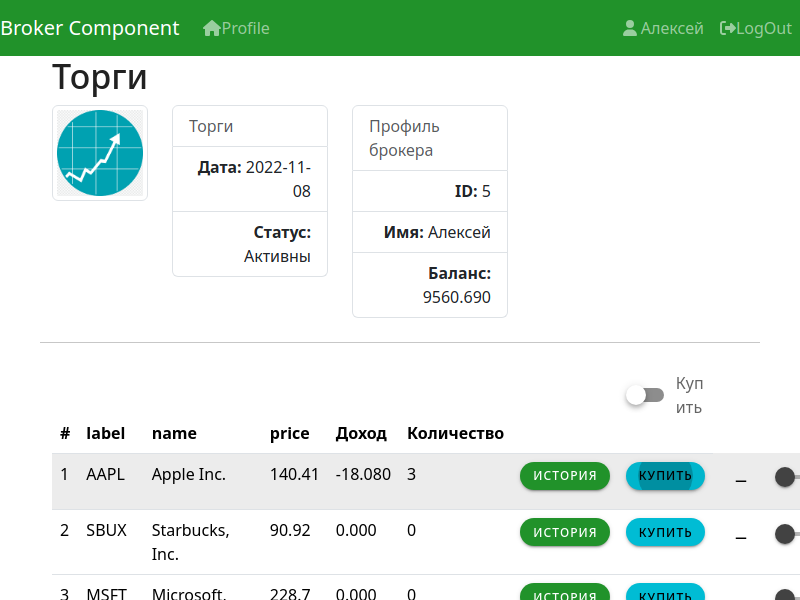 Broker Component Profile Алексей LogOut
Торги
Торги
Дата: 2022-11-
08
Статус:
Активны
Профиль
брокера
ID: 5
Имя: Алексей
Баланс:
9560.690
Куп
ить
# label name price Доход Количество
1 AAPL Apple Inc. 140.41 -18.080 3 ИСТОРИЯ КУПИТЬ –
2 SBUX Starbucks, 90.92 0.000 0 ИСТОРИЯ КУПИТЬ –
Inc.
3 MSFT Microsoft, 228.7 0.000 0 ИСТОРИЯ КУПИТЬ